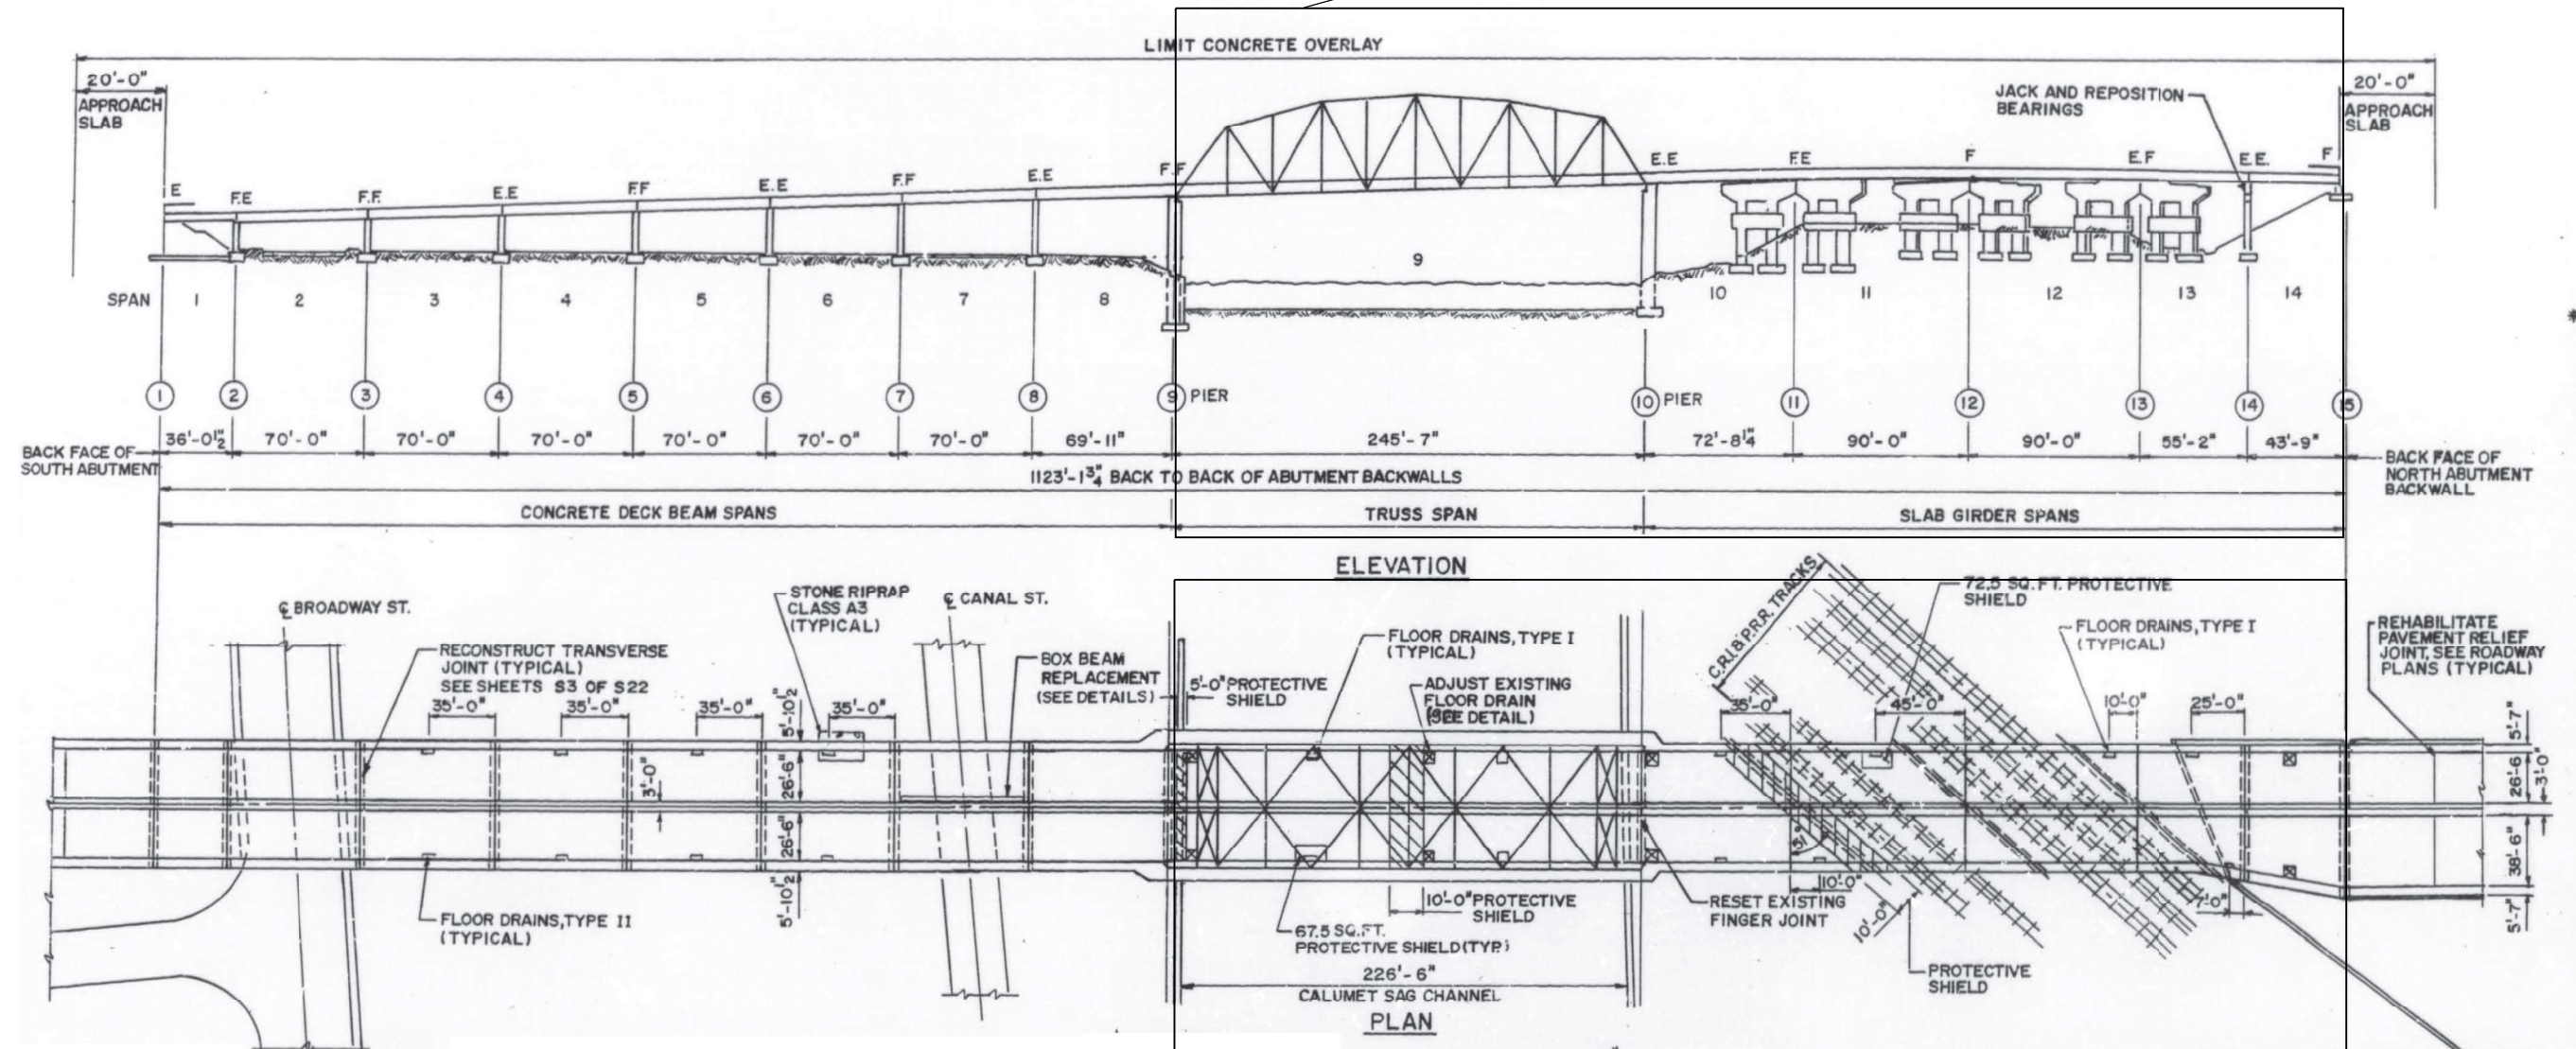 LIMIT CONCRETE OVERLAY
20'-0"
APPROACH
SLAB
JACK AND REPOSITION
BEARINGS
20'-0"
APPROACH
SLAB
E
F.E
F.F.
E.E
F.F
E.E
F.F
E.E
F.F
E.E
F.E
F
E.F
E.E.
F
SPAN 1 2 3 4 5 6 7 8 9 10 11 12 13 14
*
1 2 3 4 5 6 7 8 9 PIER 10 PIER 11 12 13 14 15
36'-0½" 70'-0" 70'-0" 70'-0" 70'-0" 70'-0" 70'-0" 69'-11" 245'-7" 72'-8¼" 90'-0" 90'-0" 55'-2" 43'-9"
BACK FACE OF
SOUTH ABUTMENT
BACK FACE OF
NORTH ABUTMENT
BACKWALL
1123'-1¾" BACK TO BACK OF ABUTMENT BACKWALLS
CONCRETE DECK BEAM SPANS
TRUSS SPAN
SLAB GIRDER SPANS
ELEVATION
℄ BROADWAY ST.
RECONSTRUCT TRANSVERSE
JOINT (TYPICAL)
SEE SHEETS S3 OF S22
STONE RIPRAP
CLASS A3
(TYPICAL)
℄ CANAL ST.
BOX BEAM
REPLACEMENT
(SEE DETAILS)
5'-0" PROTECTIVE
SHIELD
FLOOR DRAINS, TYPE I
(TYPICAL)
ADJUST EXISTING
FLOOR DRAIN
(SEE DETAIL)
C.R.I. & P.R.R. TRACKS
72.5 SQ. FT. PROTECTIVE
SHIELD
FLOOR DRAINS, TYPE I
(TYPICAL)
REHABILITATE
PAVEMENT RELIEF
JOINT, SEE ROADWAY
PLANS (TYPICAL)
35'-0" 35'-0" 35'-0" 35'-0"
35'-0" 45'-0" 10'-0" 25'-0"
5'-10½"
26'-6"
3'-0"
26'-6"
5'-10½"
5'-7"
26'-6
3'-0"
38'-6"
5'-7"
FLOOR DRAINS, TYPE II
(TYPICAL)
67.5 SQ. FT.
PROTECTIVE SHIELD (TYP.)
10'-0" PROTECTIVE
SHIELD
RESET EXISTING
FINGER JOINT
10'-0"
10'-0"
7'-0"
PROTECTIVE
SHIELD
226'-6"
CALUMET SAG CHANNEL
PLAN